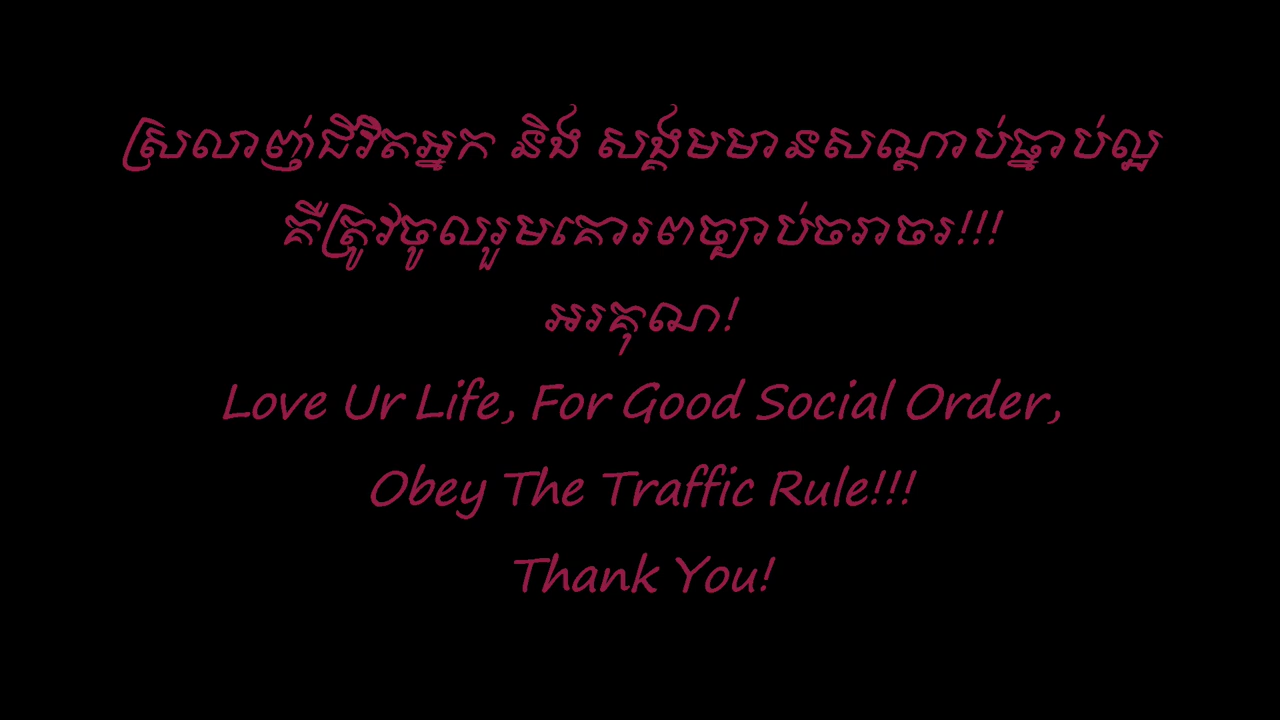 ស្រលាញ់ជីវិតអ្នក និង សង្គមមានសណ្តាប់ធ្នាប់ល្អ
គឺត្រូវចូលរួមគោរពច្បាប់ចរាចរ!!!
អរគុណ!
Love Ur Life, For Good Social Order,
Obey The Traffic Rule!!!
Thank You!